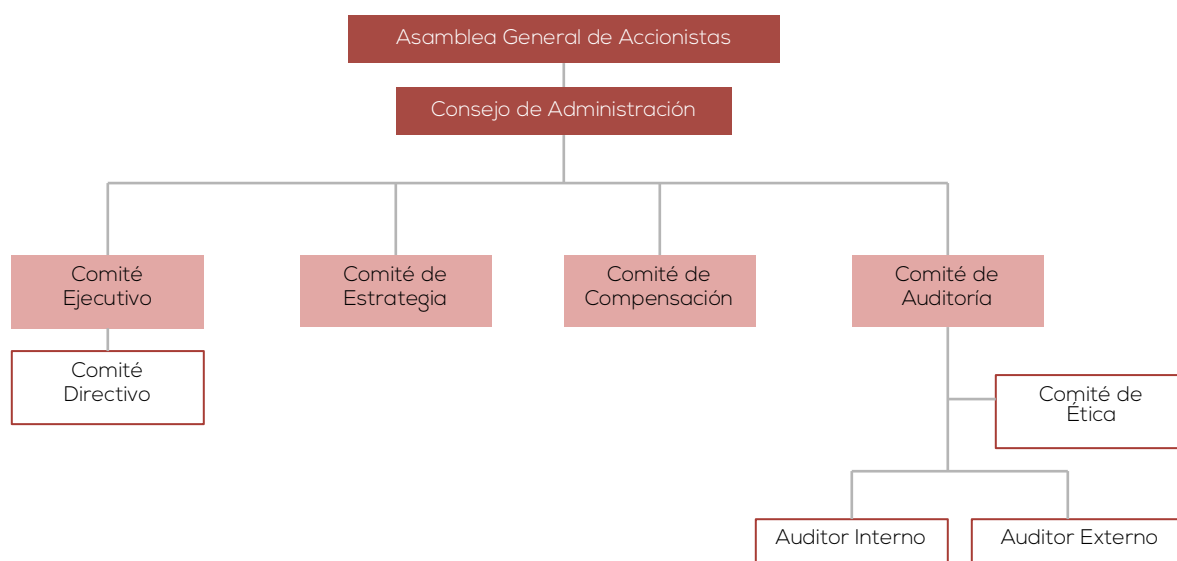 Asamblea General de Accionistas
Consejo de Administración
Comité
Ejecutivo
Comité de
Estrategia
Comité de
Compensación
Comité de
Auditoría
Comité
Directivo
Comité de
Ética
Auditor Interno
Auditor Externo